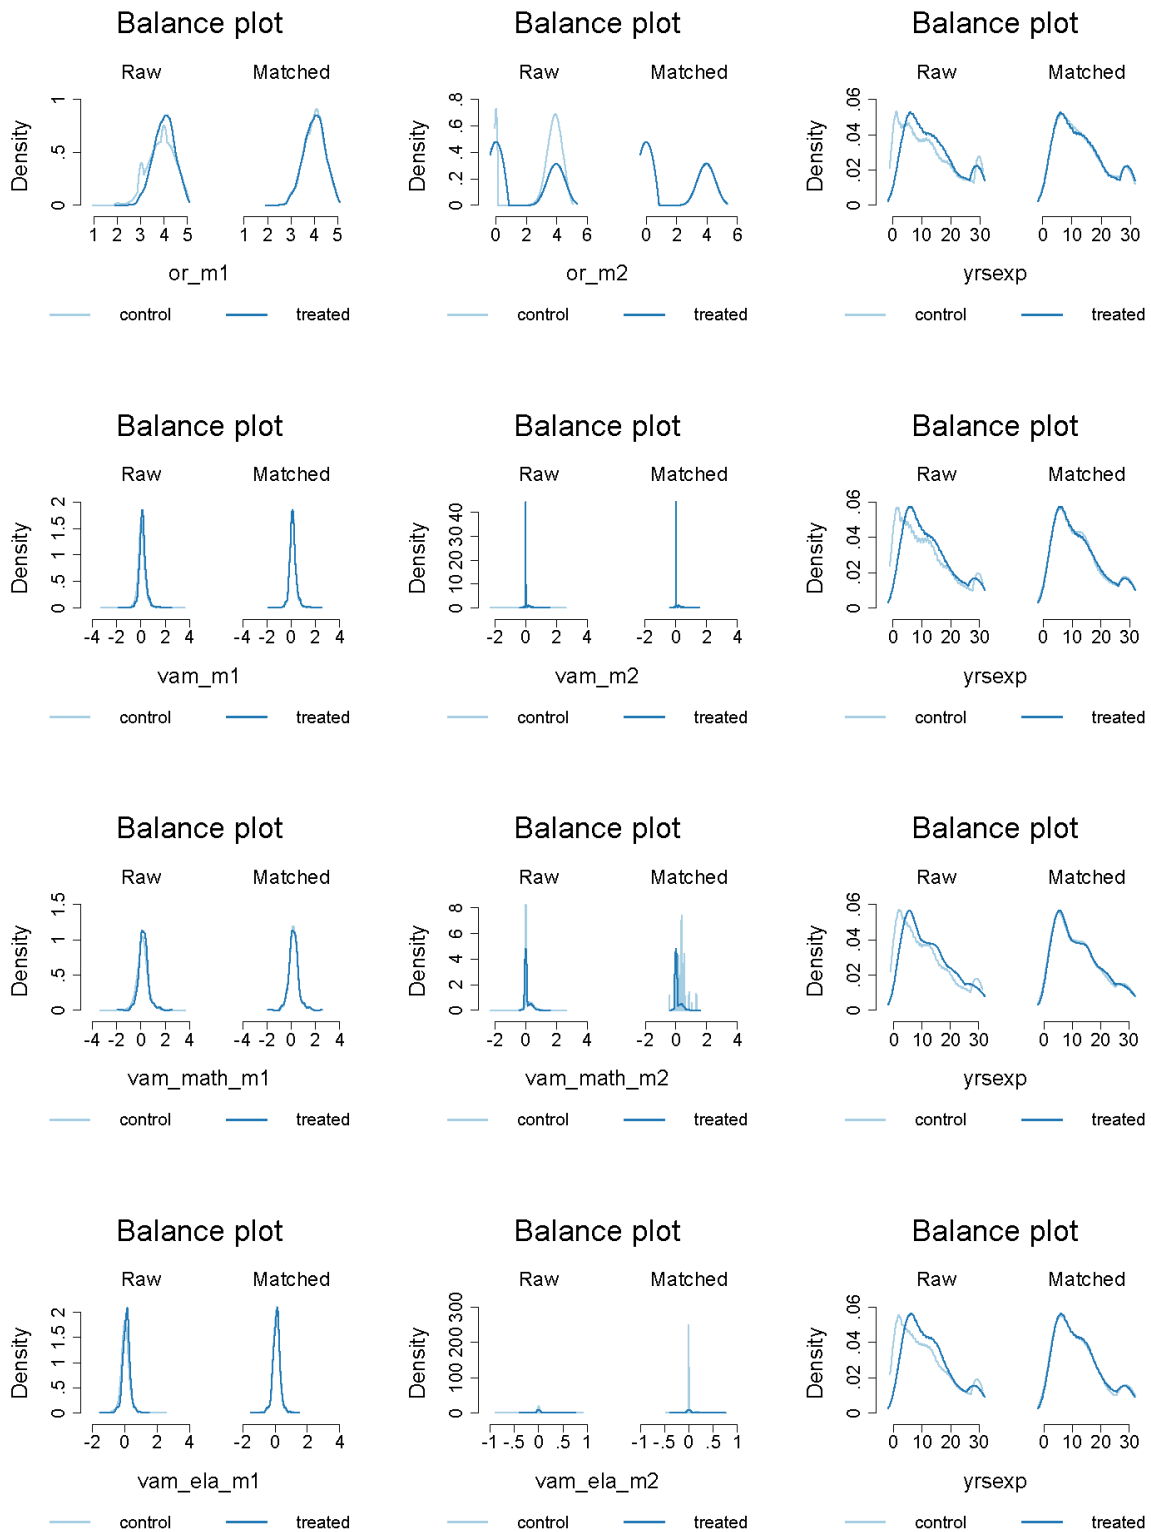 Balance plot Balance plot Balance plot
Raw Matched Raw Matched Raw Matched
Density 0 .5 1 Density 0 .2 .4 .6 .8 Density 0 .02 .04 .06
1 2 3 4 5 1 2 3 4 5 0 2 4 6 0 2 4 6 0 10 20 30 0 10 20 30
or_m1 or_m2 yrsexp
control treated control treated control treated
Balance plot Balance plot Balance plot
Raw Matched Raw Matched Raw Matched
Density 0 .5 1 1.5 2 Density 0 10 20 30 40 Density 0 .02 .04 .06
-4 -2 0 2 4 -4 -2 0 2 4 -2 0 2 4 -2 0 2 4 0 10 20 30 0 10 20 30
vam_m1 vam_m2 yrsexp
control treated control treated control treated
Balance plot Balance plot Balance plot
Raw Matched Raw Matched Raw Matched
Density 0 .5 1 1.5 Density 0 2 4 6 8 Density 0 .02 .04 .06
-4 -2 0 2 4 -4 -2 0 2 4 -2 0 2 4 -2 0 2 4 0 10 20 30 0 10 20 30
vam_math_m1 vam_math_m2 yrsexp
control treated control treated control treated
Balance plot Balance plot Balance plot
Raw Matched Raw Matched Raw Matched
Density 0 .5 1 1.5 2 Density 0 100 200 300 Density 0 .02 .04 .06
-2 0 2 4 -2 0 2 4 -1 -.5 0 .5 1 -1 -.5 0 .5 1 0 10 20 30 0 10 20 30
vam_ela_m1 vam_ela_m2 yrsexp
control treated control treated control treated